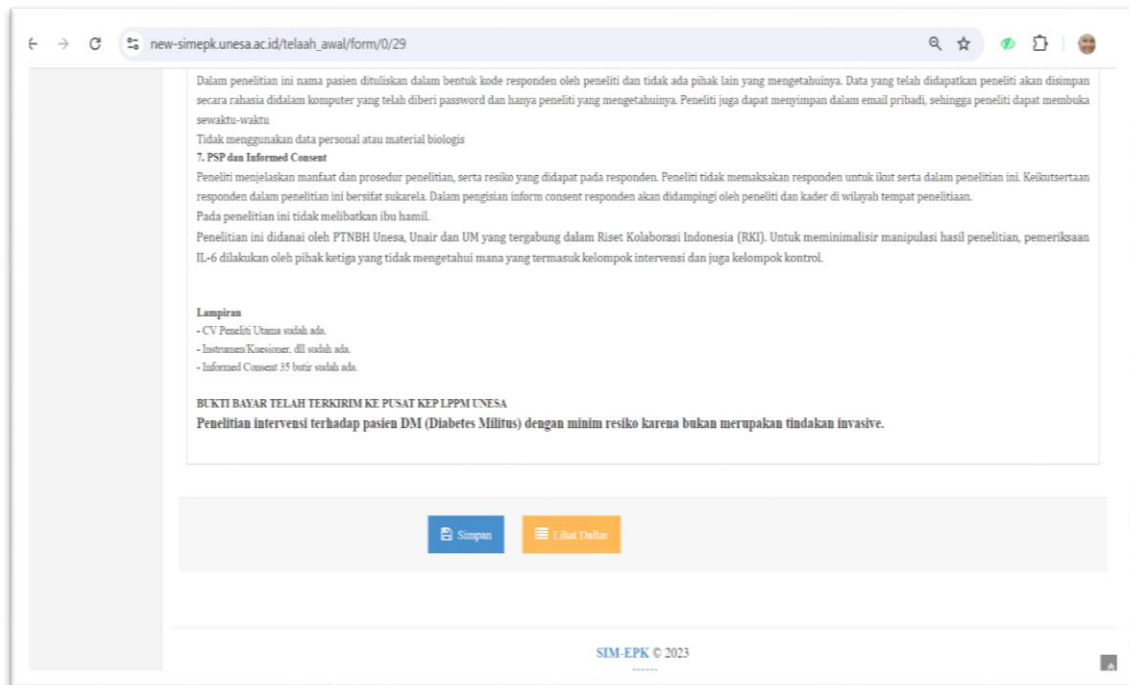 new-simepk.unesa.ac.id/telaah_awal/form/0/29
Dalam penelitian ini nama pasien dituliskan dalam bentuk kode responden oleh peneliti dan tidak ada pihak lain yang mengetahuinya. Data yang telah didapatkan peneliti akan disimpan
secara rahasia didalam komputer yang telah diberi password dan hanya peneliti yang mengetahuinya. Peneliti juga dapat menyimpan dalam email pribadi, sehingga peneliti dapat membuka
sewaktu-waktu
Tidak menggunakan data personal atau material biologis
7. PSP dan Informed Consent
Peneliti menjelaskan manfaat dan prosedur penelitian, serta resiko yang didapat pada responden. Peneliti tidak memaksakan responden untuk ikut serta dalam penelitian ini. Keikutsertaan
responden dalam penelitian ini bersifat sukarela. Dalam pengisian inform consent responden akan didampingi oleh peneliti dan kader di wilayah tempat penelitiaan.
Pada penelitian ini tidak melibatkan ibu hamil.
Penelitian ini didanai oleh PTNBH Unesa, Unair dan UM yang tergabung dalam Riset Kolaborasi Indonesia (RKI). Untuk meminimalisir manipulasi hasil penelitian, pemeriksaan
IL-6 dilakukan oleh pihak ketiga yang tidak mengetahui mana yang termasuk kelompok intervensi dan juga kelompok kontrol.
Lampiran
- CV Peneliti Utama sudah ada.
- Instrumen/Kuesioner, dll sudah ada.
- Informed Consent 35 butir sudah ada.
BUKTI BAYAR TELAH TERKIRIM KE PUSAT KEP LPPM UNESA
Penelitian intervensi terhadap pasien DM (Diabetes Militus) dengan minim resiko karena bukan merupakan tindakan invasive.
Simpan
Lihat Daftar
SIM-EPK © 2023